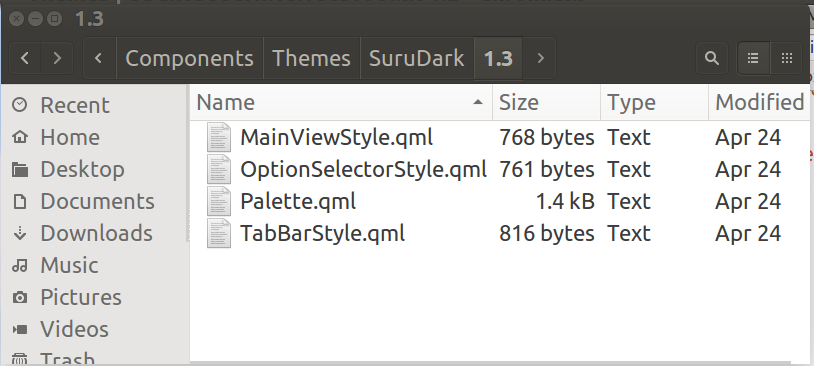 1.3
Components Themes SuruDark 1.3
Name Size Type Modified
Recent
Home
Desktop
Documents
Downloads
Music
Pictures
Videos
Trash
MainViewStyle.qml 768 bytes Text Apr 24
OptionSelectorStyle.qml 761 bytes Text Apr 24
Palette.qml 1.4 kB Text Apr 24
TabBarStyle.qml 816 bytes Text Apr 24